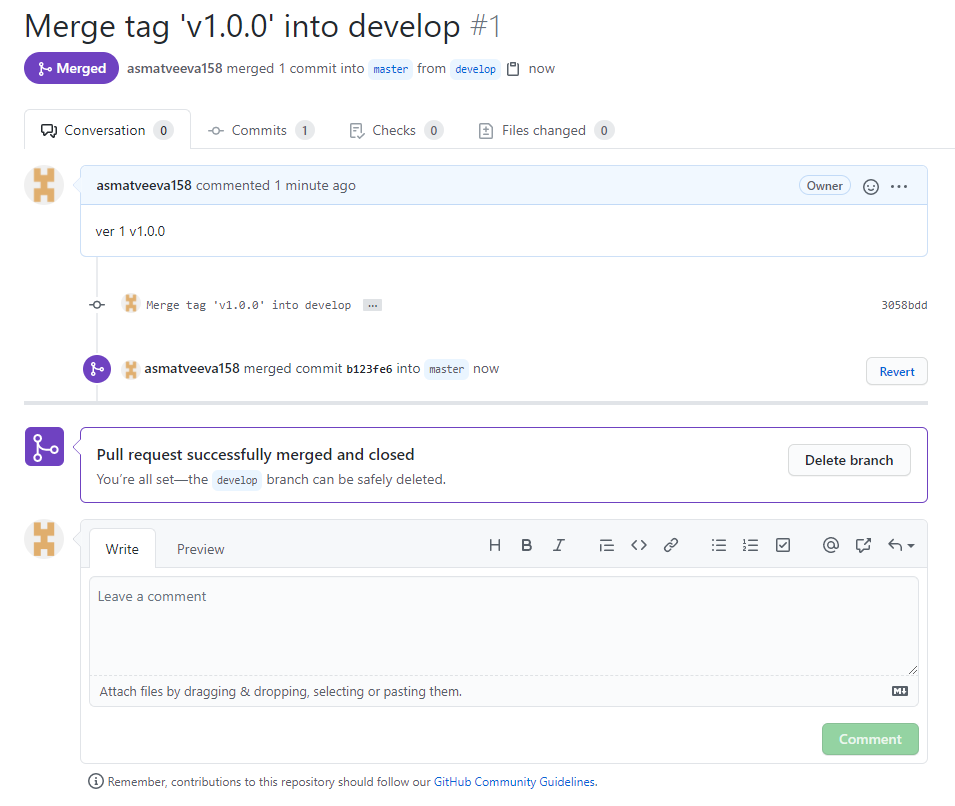 Merge tag 'v1.0.0' into develop #1
Merged asmatveeva158 merged 1 commit into master from develop now
Conversation 0 Commits 1 Checks 0 Files changed 0
asmatveeva158 commented 1 minute ago Owner
ver 1 v1.0.0
Merge tag 'v1.0.0' into develop ... 3058bdd
asmatveeva158 merged commit b123fe6 into master now Revert
Pull request successfully merged and closed
You're all set—the develop branch can be safely deleted.
Delete branch
Write Preview H B I @
Leave a comment
Attach files by dragging & dropping, selecting or pasting them.
Comment
Remember, contributions to this repository should follow our GitHub Community Guidelines.